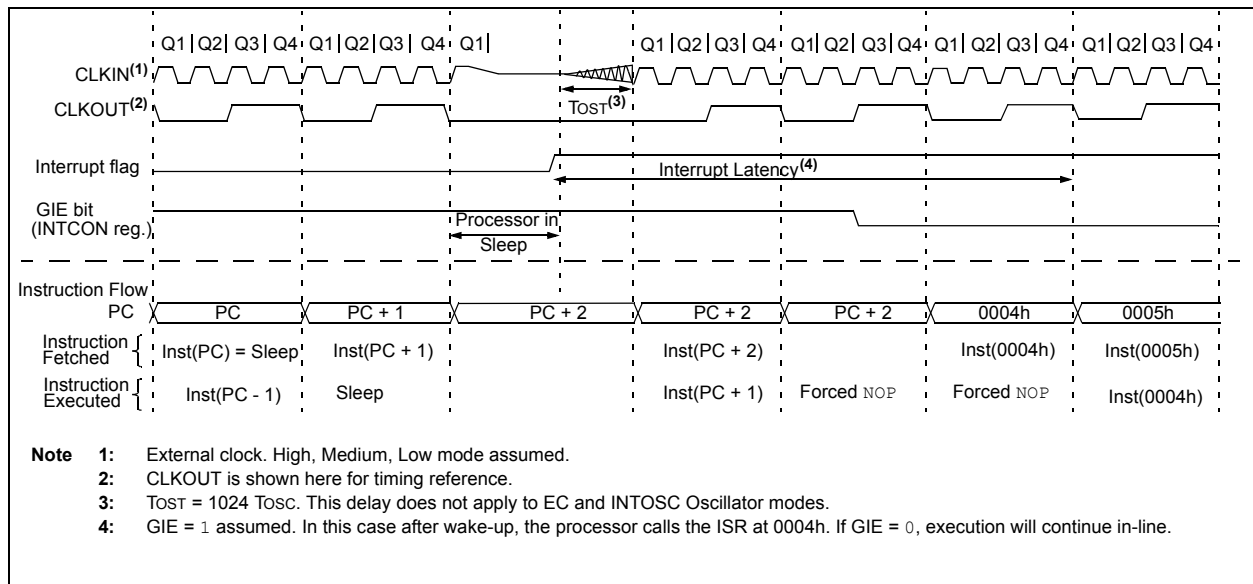 Q1| Q2| Q3| Q4 Q1| Q2| Q3| Q4 Q1| Q1| Q2| Q3| Q4 Q1| Q2| Q3| Q4 Q1| Q2| Q3| Q4 Q1| Q2| Q3| Q4
CLKIN(1)
CLKOUT(2)
TOST(3)
Interrupt flag
Interrupt Latency(4)
GIE bit
(INTCON reg.)
Processor in
Sleep
Instruction Flow
PC PC PC + 1 PC + 2 PC + 2 PC + 2 0004h 0005h
Instruction
Fetched { Inst(PC) = Sleep Inst(PC + 1) Inst(PC + 2) Inst(0004h) Inst(0005h)
Instruction
Executed { Inst(PC - 1) Sleep Inst(PC + 1) Forced NOP Forced NOP Inst(0004h)
Note 1: External clock. High, Medium, Low mode assumed.
2: CLKOUT is shown here for timing reference.
3: TOST = 1024 TOSC. This delay does not apply to EC and INTOSC Oscillator modes.
4: GIE = 1 assumed. In this case after wake-up, the processor calls the ISR at 0004h. If GIE = 0, execution will continue in-line.